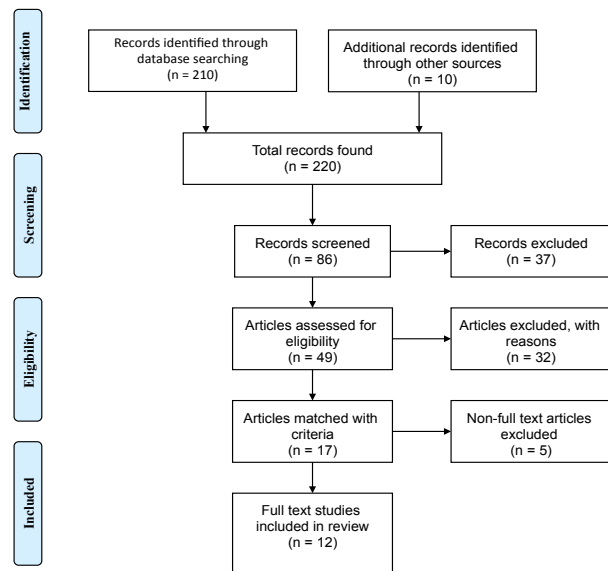 Identification
Records identified through
database searching
(n = 210)
Additional records identified
through other sources
(n = 10)
Total records found
(n = 220)
Screening
Records screened
(n = 86)
Records excluded
(n = 37)
Eligibility
Articles assessed for
eligibility
(n = 49)
Articles excluded, with
reasons
(n = 32)
Articles matched with
criteria
(n = 17)
Non-full text articles
excluded
(n = 5)
Included
Full text studies
included in review
(n = 12)